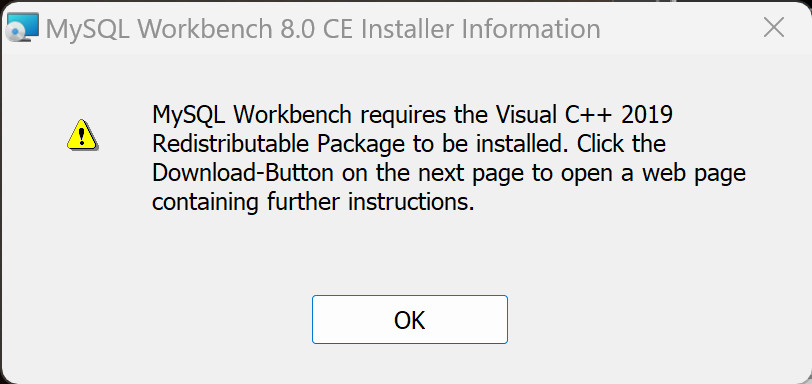 MySQL Workbench 8.0 CE Installer Information
MySQL Workbench requires the Visual C++ 2019
Redistributable Package to be installed. Click the
Download-Button on the next page to open a web page
containing further instructions.
OK